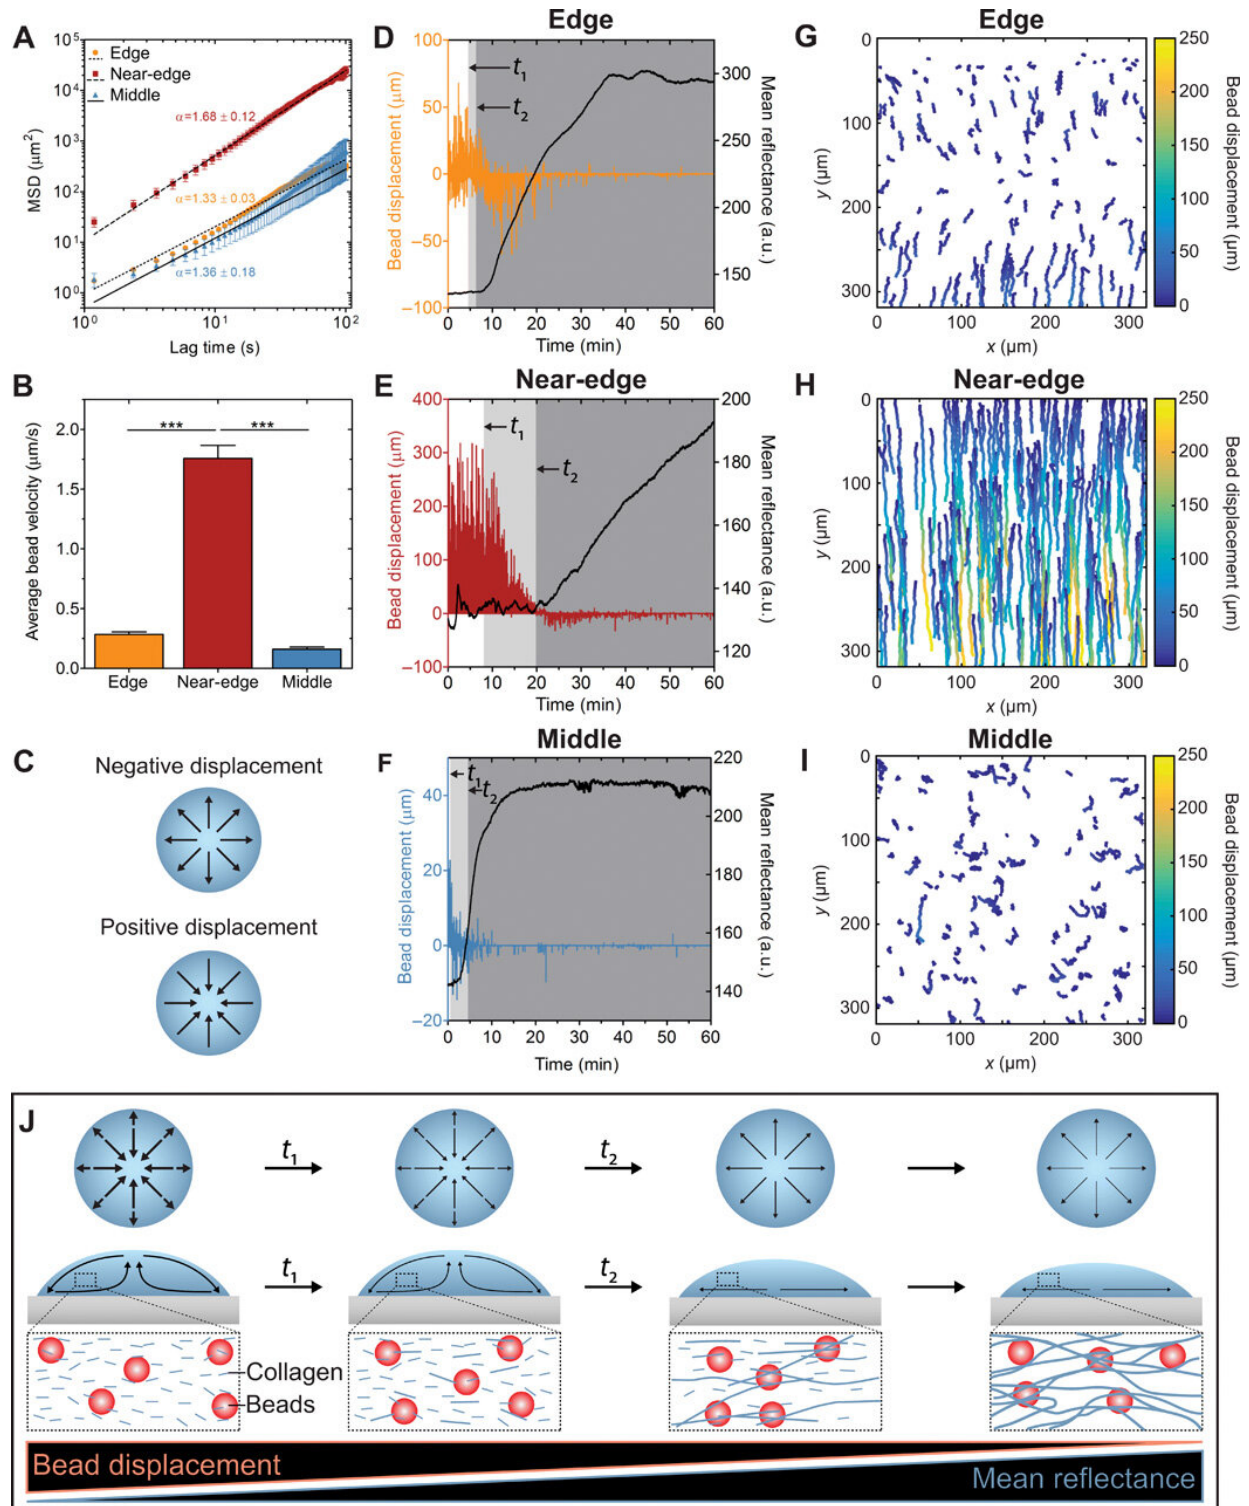 A
10⁵
10⁴
10³
10²
10¹
10⁰
MSD (µm²)
Edge
Near-edge
Middle
α=1.68 ± 0.12
α=1.33 ± 0.03
α=1.36 ± 0.18
10⁰ 10¹ 10²
Lag time (s)
D
Edge
100
50
0
−50
−100
Bead displacement (µm)
t₁
t₂
300
250
200
150
Mean reflectance (a.u.)
0 10 20 30 40 50 60
Time (min)
G
Edge
0
100
200
300
y (µm)
0 100 200 300
x (µm)
250
200
150
100
50
0
Bead displacement (µm)
B
2.0
1.5
1.0
0.5
0.0
Average bead velocity (µm/s)
*** ***
Edge Near-edge Middle
E
Near-edge
400
300
200
100
0
−100
Bead displacement (µm)
t₁
t₂
200
180
160
140
120
Mean reflectance (a.u.)
0 10 20 30 40 50 60
Time (min)
H
Near-edge
0
100
200
300
y (µm)
0 100 200 300
x (µm)
250
200
150
100
50
0
Bead displacement (µm)
C
Negative displacement
Positive displacement
F
Middle
40
20
0
−20
Bead displacement (µm)
t₁
t₂
220
200
180
160
140
Mean reflectance (a.u.)
0 10 20 30 40 50 60
Time (min)
I
Middle
0
100
200
300
y (µm)
0 100 200 300
x (µm)
250
200
150
100
50
0
Bead displacement (µm)
J
t₁ t₂
t₁ t₂
Collagen
Beads
Bead displacement
Mean reflectance